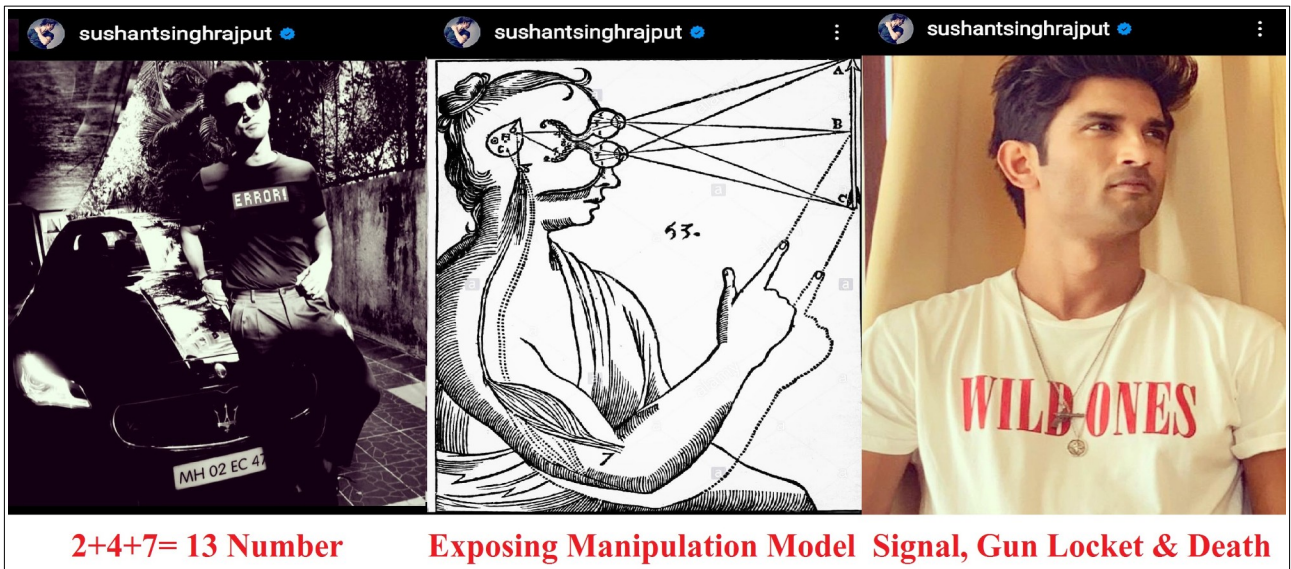 sushantsinghrajput
sushantsinghrajput
sushantsinghrajput
ERROR!
MH 02 EC 47
A
B
C
53.
a
a
a
a
WILD ONES
2+4+7= 13 Number
Exposing Manipulation Model
Signal, Gun Locket & Death